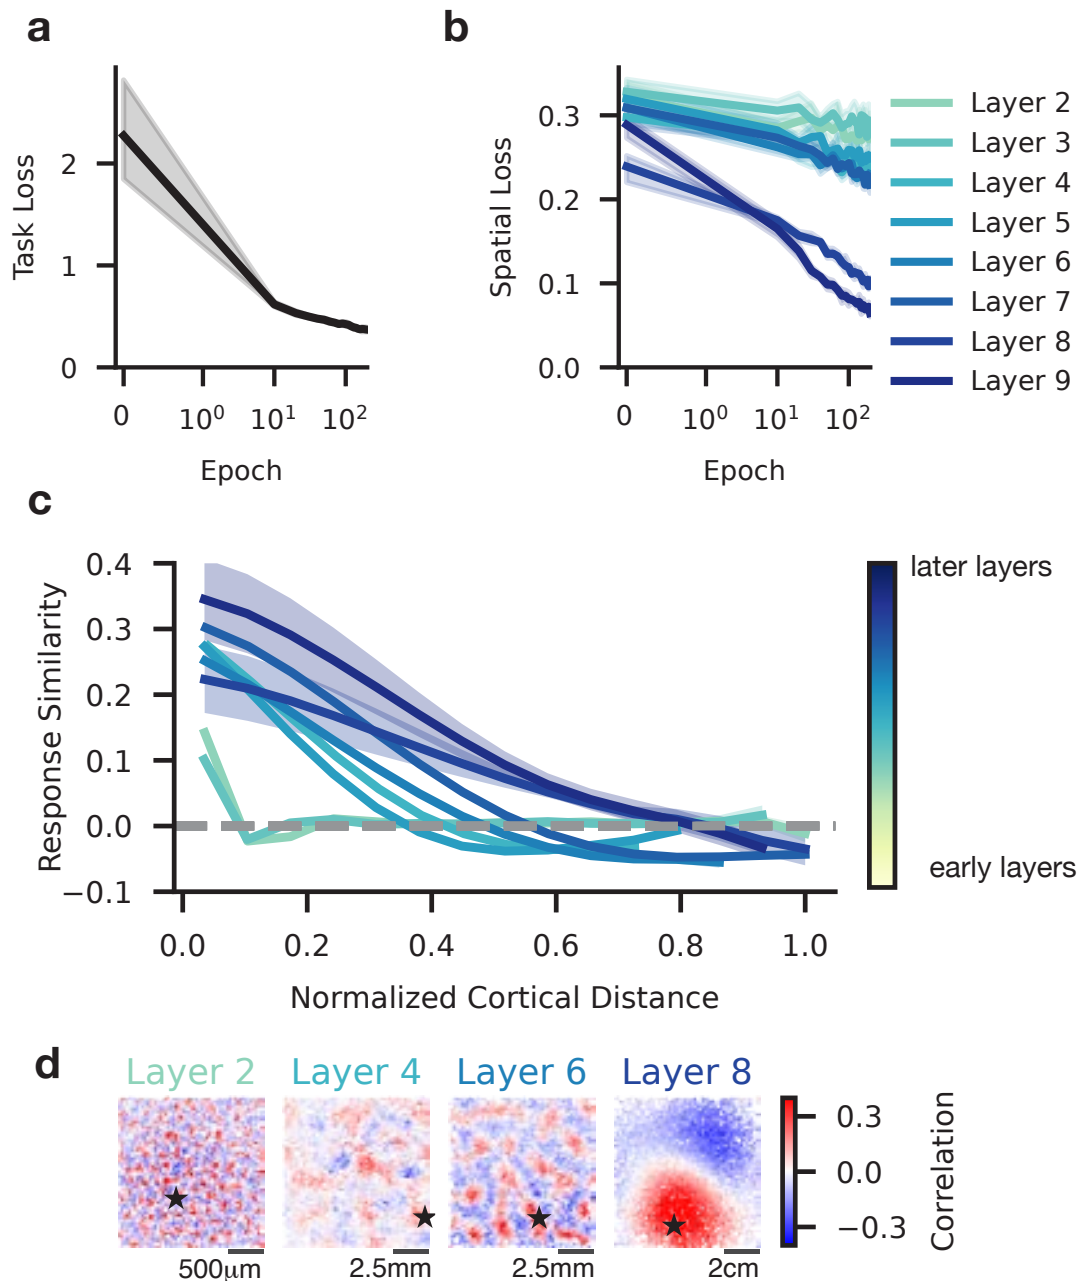 a
b
Task Loss
2
1
0
0
10⁰
10¹
10²
Epoch
Spatial Loss
0.3
0.2
0.1
0.0
0
10⁰
10¹
10²
Epoch
Layer 2
Layer 3
Layer 4
Layer 5
Layer 6
Layer 7
Layer 8
Layer 9
c
Response Similarity
0.4
0.3
0.2
0.1
0.0
−0.1
0.0
0.2
0.4
0.6
0.8
1.0
Normalized Cortical Distance
later layers
early layers
d
Layer 2
Layer 4
Layer 6
Layer 8
500μm
2.5mm
2.5mm
2cm
0.3
0.0
−0.3
Correlation